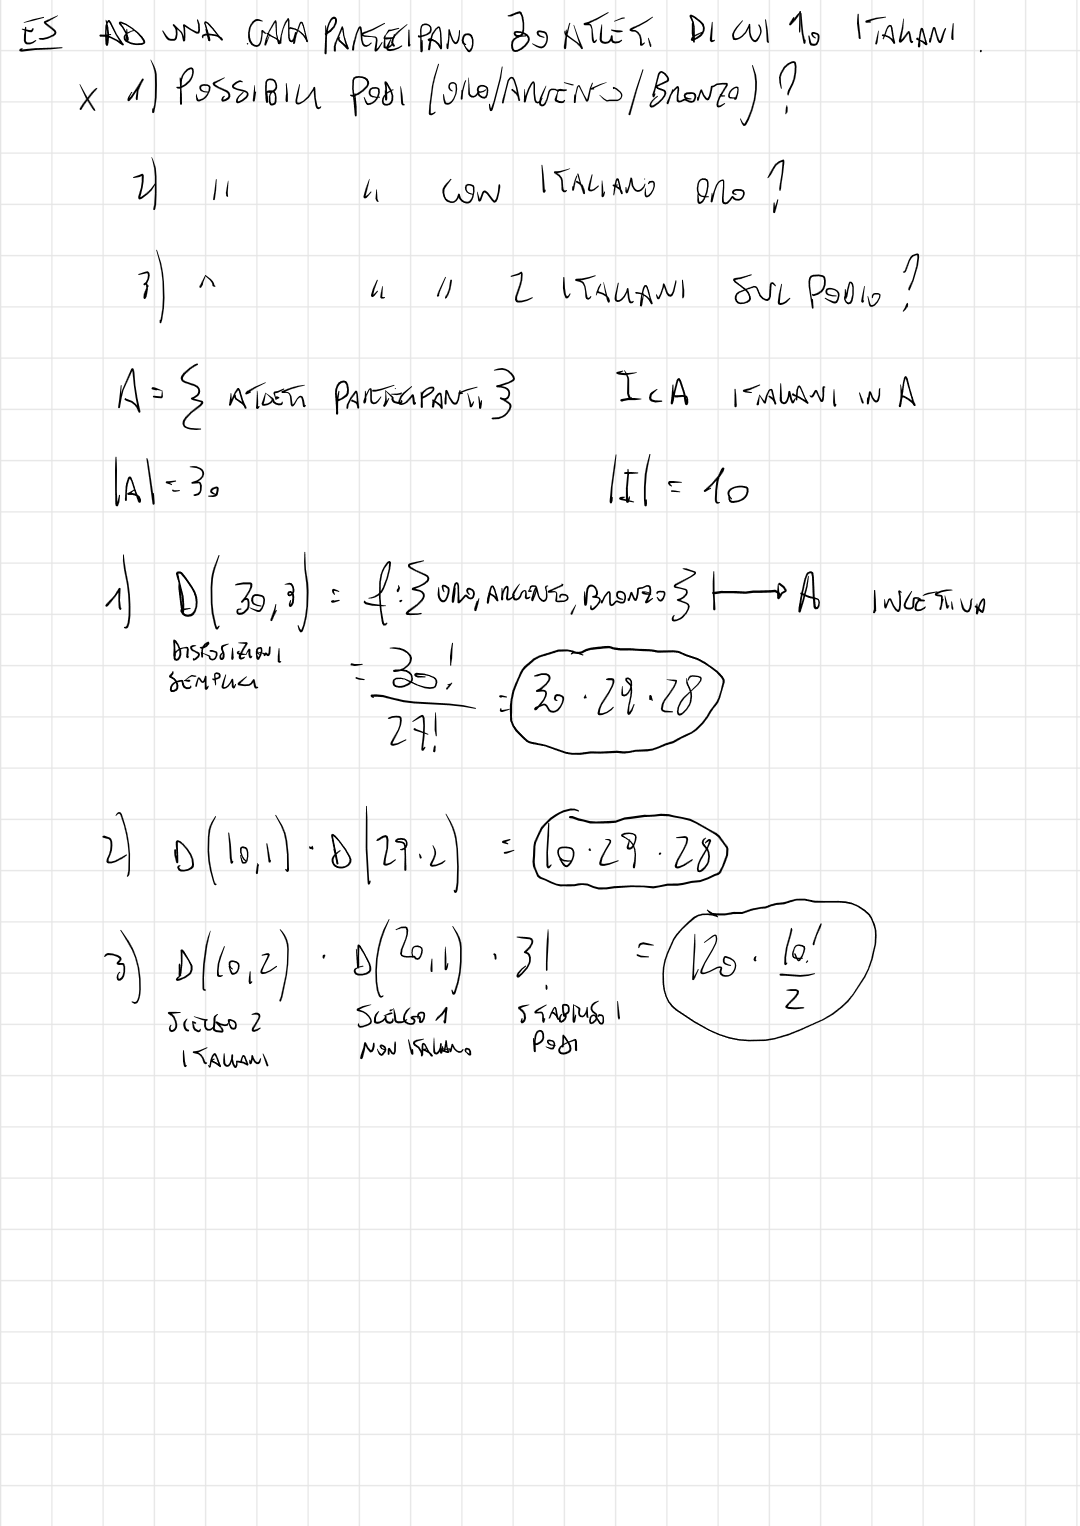 ES AD UNA GARA PARTECIPANO 30 ATLETI DI CUI 10 ITALIANI.
X 1) POSSIBILI PODI (ORO/ARGENTO/BRONZO)?
2) " " CON ITALIANO ORO?
3) " " " 2 ITALIANI SUL PODIO?
A = { ATLETI PARTECIPANTI } I ⊂ A ITALIANI IN A
|A| = 30 |I| = 10
1) D(30,3) = f: {ORO, ARGENTO, BRONZO} ↦ A INIETTIVA
DISPOSIZIONI
SEMPLICI
= 30!/27! = 30 · 29 · 28
2) D(10,1) · D(29.2) = 10 · 29 · 28
3) D(10,2) · D(20,1) · 3! = 120 · 10!/2
SCELGO 2 SCELGO 1 STABILISCO I
ITALIANI NON ITALIANO PODI